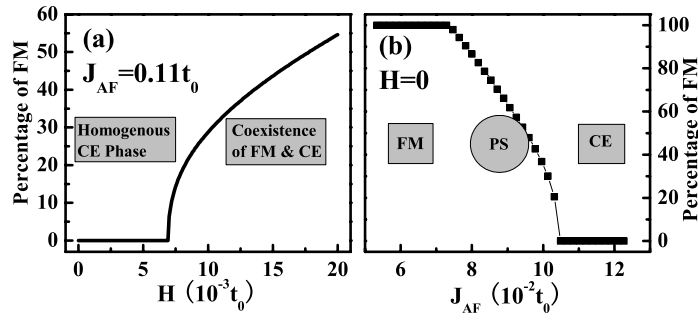 (a)
J_AF=0.11t_0
Homogenous
CE Phase
Coexistence
of FM & CE
Percentage of FM
60
50
40
30
20
10
0
0 5 10 15 20
H (10^-3 t_0)
(b)
H=0
FM
PS
CE
100
80
60
40
20
0
Percentage of FM
6 8 10 12
J_AF (10^-2 t_0)